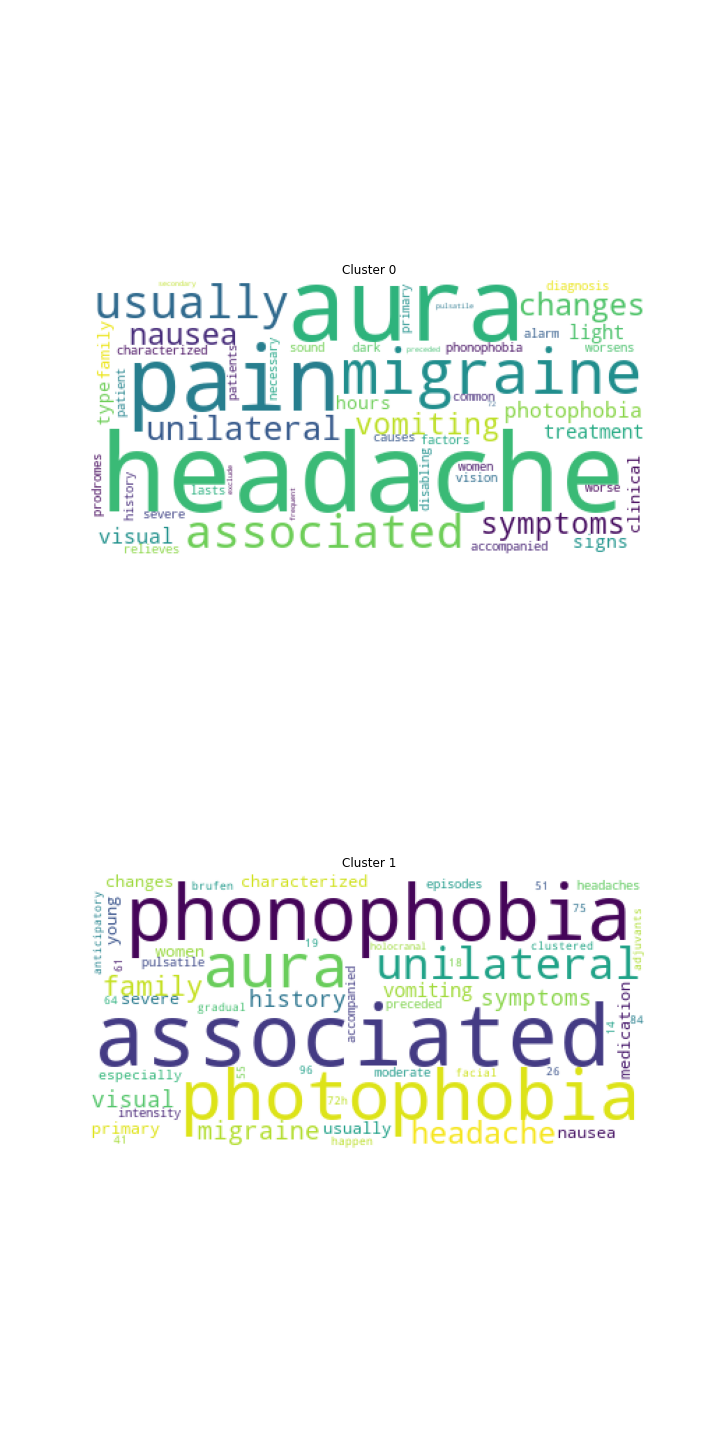 Cluster 0
secondary
diagnosis
usually
aura
primary
pulsatile
changes
nausea
alarm
light
characterized
sound
dark
preceded
phonophobia
worsens
family
type
patient
patients
necessary
pain
migraine
hours
common
72
photophobia
unilateral
vomiting
treatment
causes
factors
headache
prodromes
history
lasts
exclude
frequent
disabling
women
vision
worse
clinical
severe
visual
relieves
associated
symptoms
accompanied
signs
Cluster 1
changes
brufen
characterized
episodes
51
headaches
anticipatory
young
phonophobia
75
adjuvants
61
women
19
holocranal
clustered
pulsatile
aura
unilateral
18
family
vomiting
64
severe
gradual
history
accompanied
preceded
symptoms
medication
associated
14
84
especially
55
96
moderate
facial
26
visual
photophobia
intensity
72h
primary
41
migraine
usually
happen
headache
nausea